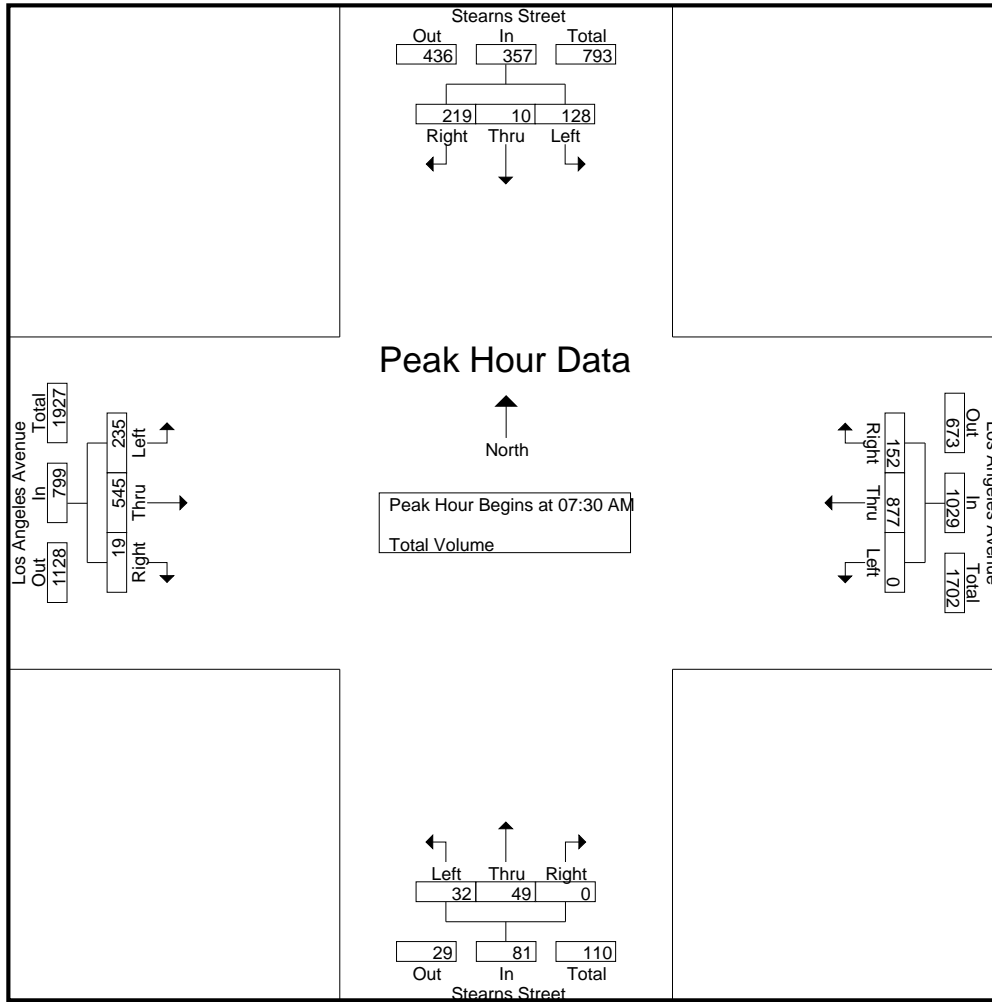 Stearns Street
Out In Total
436 357 793
219 10 128
Right Thru Left
Peak Hour Data
North
Peak Hour Begins at 07:30 AM
Total Volume
Los Angeles Avenue
Out In Total
1128 799 1927
19 545 235
Right Thru Left
Los Angeles Avenue
Out In Total
673 1029 1702
152 877 0
Right Thru Left
Left Thru Right
32 49 0
29 81 110
Out In Total
Stearns Street